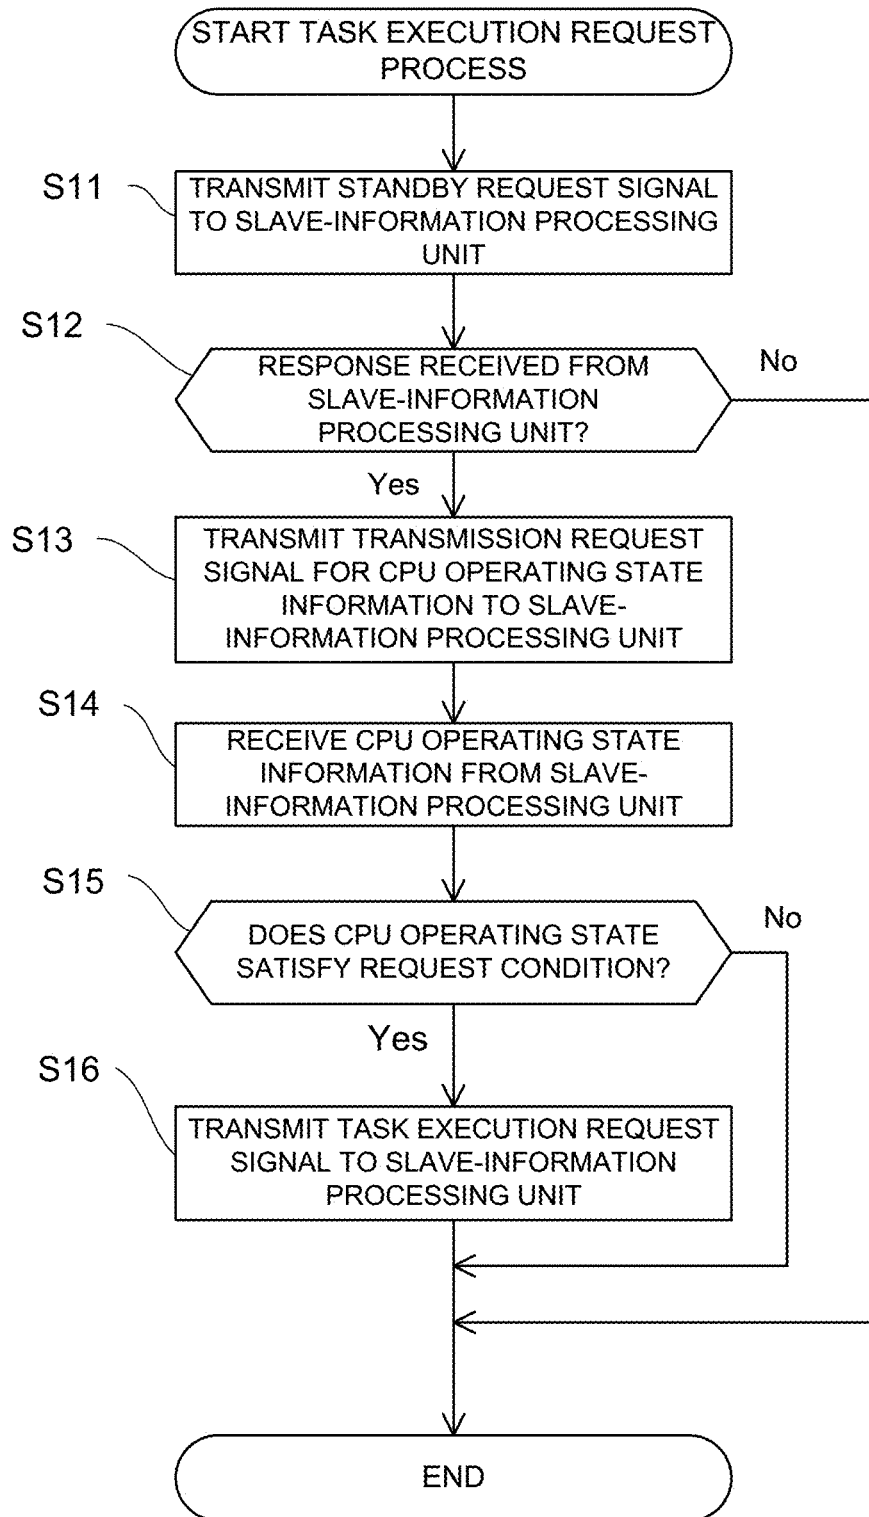 START TASK EXECUTION REQUEST
PROCESS
S11
TRANSMIT STANDBY REQUEST SIGNAL
TO SLAVE-INFORMATION PROCESSING
UNIT
S12
RESPONSE RECEIVED FROM
SLAVE-INFORMATION
PROCESSING UNIT?
No
Yes
S13
TRANSMIT TRANSMISSION REQUEST
SIGNAL FOR CPU OPERATING STATE
INFORMATION TO SLAVE-
INFORMATION PROCESSING UNIT
S14
RECEIVE CPU OPERATING STATE
INFORMATION FROM SLAVE-
INFORMATION PROCESSING UNIT
S15
DOES CPU OPERATING STATE
SATISFY REQUEST CONDITION?
No
Yes
S16
TRANSMIT TASK EXECUTION REQUEST
SIGNAL TO SLAVE-INFORMATION
PROCESSING UNIT
END